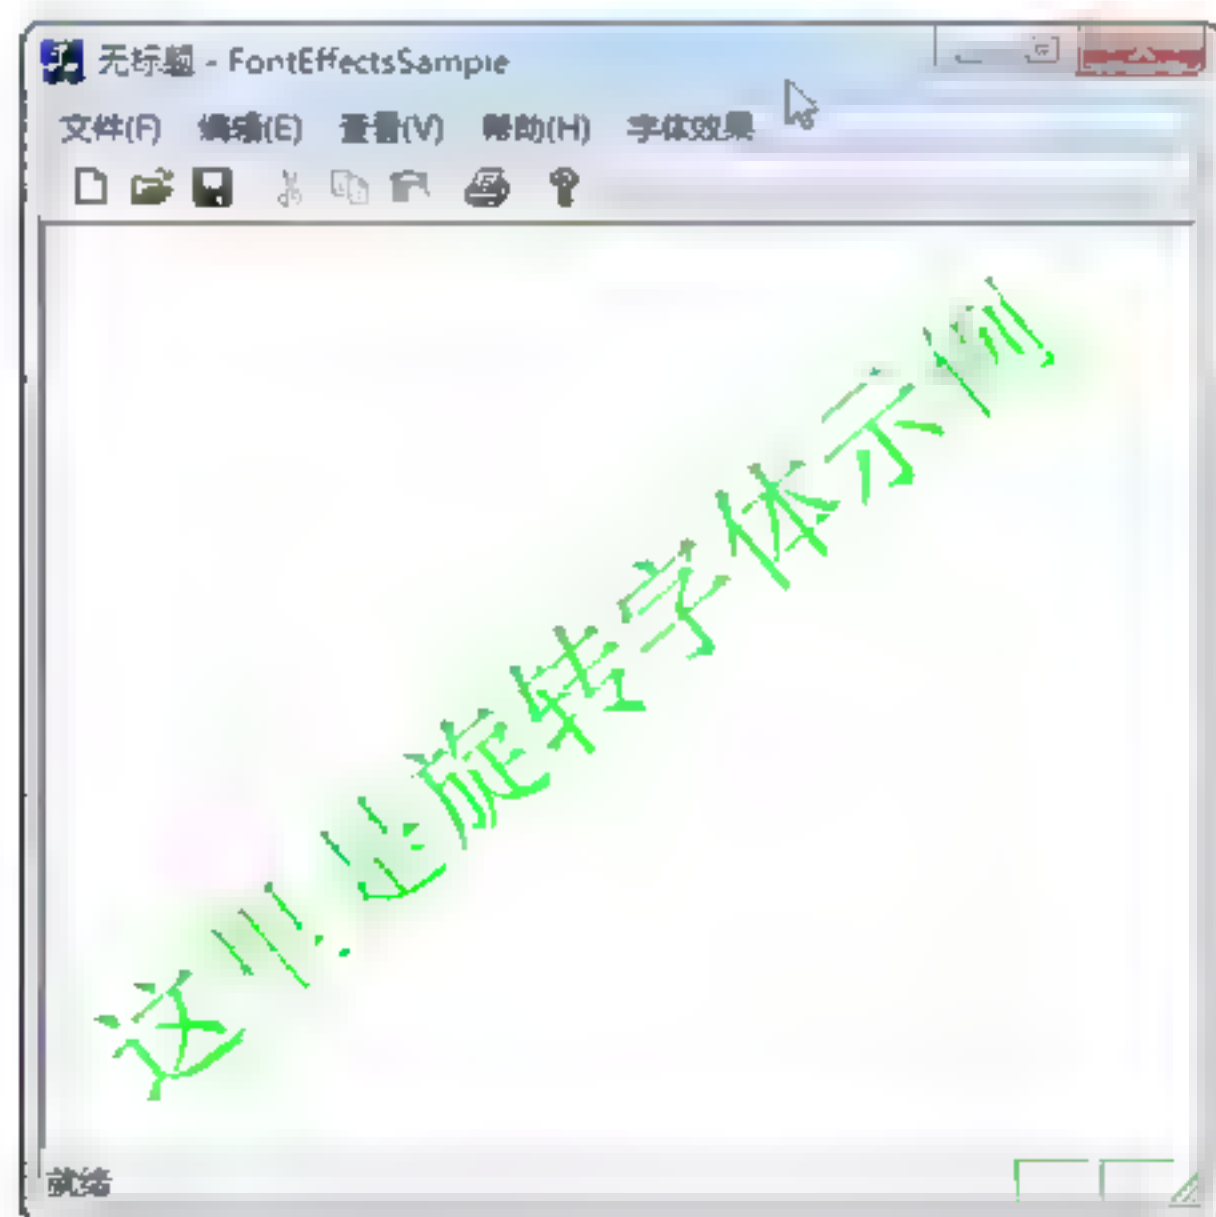 无标题 - FontEffectsSample
文件(F) 编辑(E) 查看(V) 帮助(H) 字体效果
这里是旋转字体示例
就绪